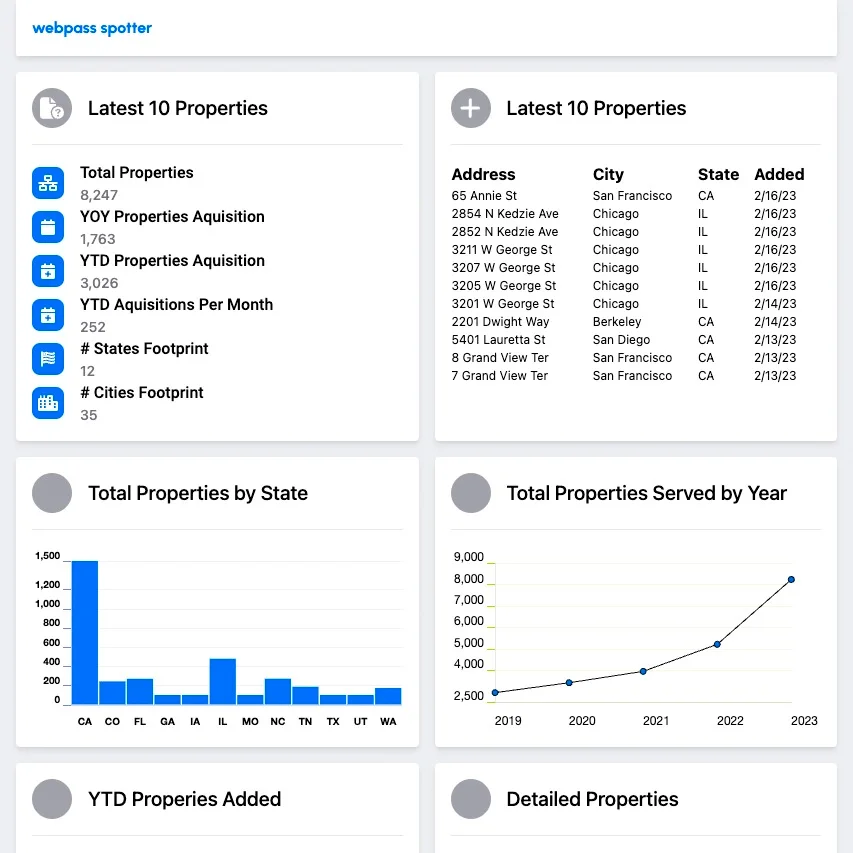 webpass spotter
Latest 10 Properties
Total Properties
8,247
YOY Properties Aquisition
1,763
YTD Properties Aquisition
3,026
YTD Aquisitions Per Month
252
# States Footprint
12
# Cities Footprint
35
Latest 10 Properties
Address City State Added
65 Annie St San Francisco CA 2/16/23
2854 N Kedzie Ave Chicago IL 2/16/23
2852 N Kedzie Ave Chicago IL 2/16/23
3211 W George St Chicago IL 2/16/23
3207 W George St Chicago IL 2/16/23
3205 W George St Chicago IL 2/16/23
3201 W George St Chicago IL 2/14/23
2201 Dwight Way Berkeley CA 2/14/23
5401 Lauretta St San Diego CA 2/13/23
8 Grand View Ter San Francisco CA 2/13/23
7 Grand View Ter San Francisco CA 2/13/23
Total Properties by State
1,500
1,200
1,000
800
600
400
200
0
CA CO FL GA IA IL MO NC TN TX UT WA
Total Properties Served by Year
9,000
8,000
7,000
6,000
5,000
4,000
2,500
2019 2020 2021 2022 2023
YTD Properies Added
Detailed Properties